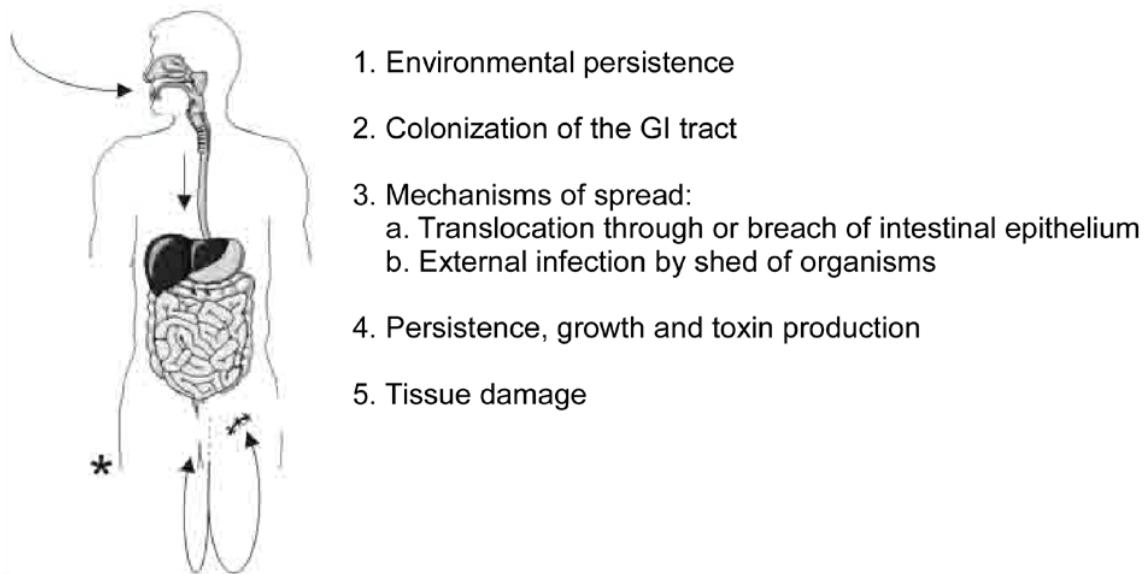 1. Environmental persistence
2. Colonization of the GI tract
3. Mechanisms of spread:
a. Translocation through or breach of intestinal epithelium
b. External infection by shed of organisms
4. Persistence, growth and toxin production
5. Tissue damage
*